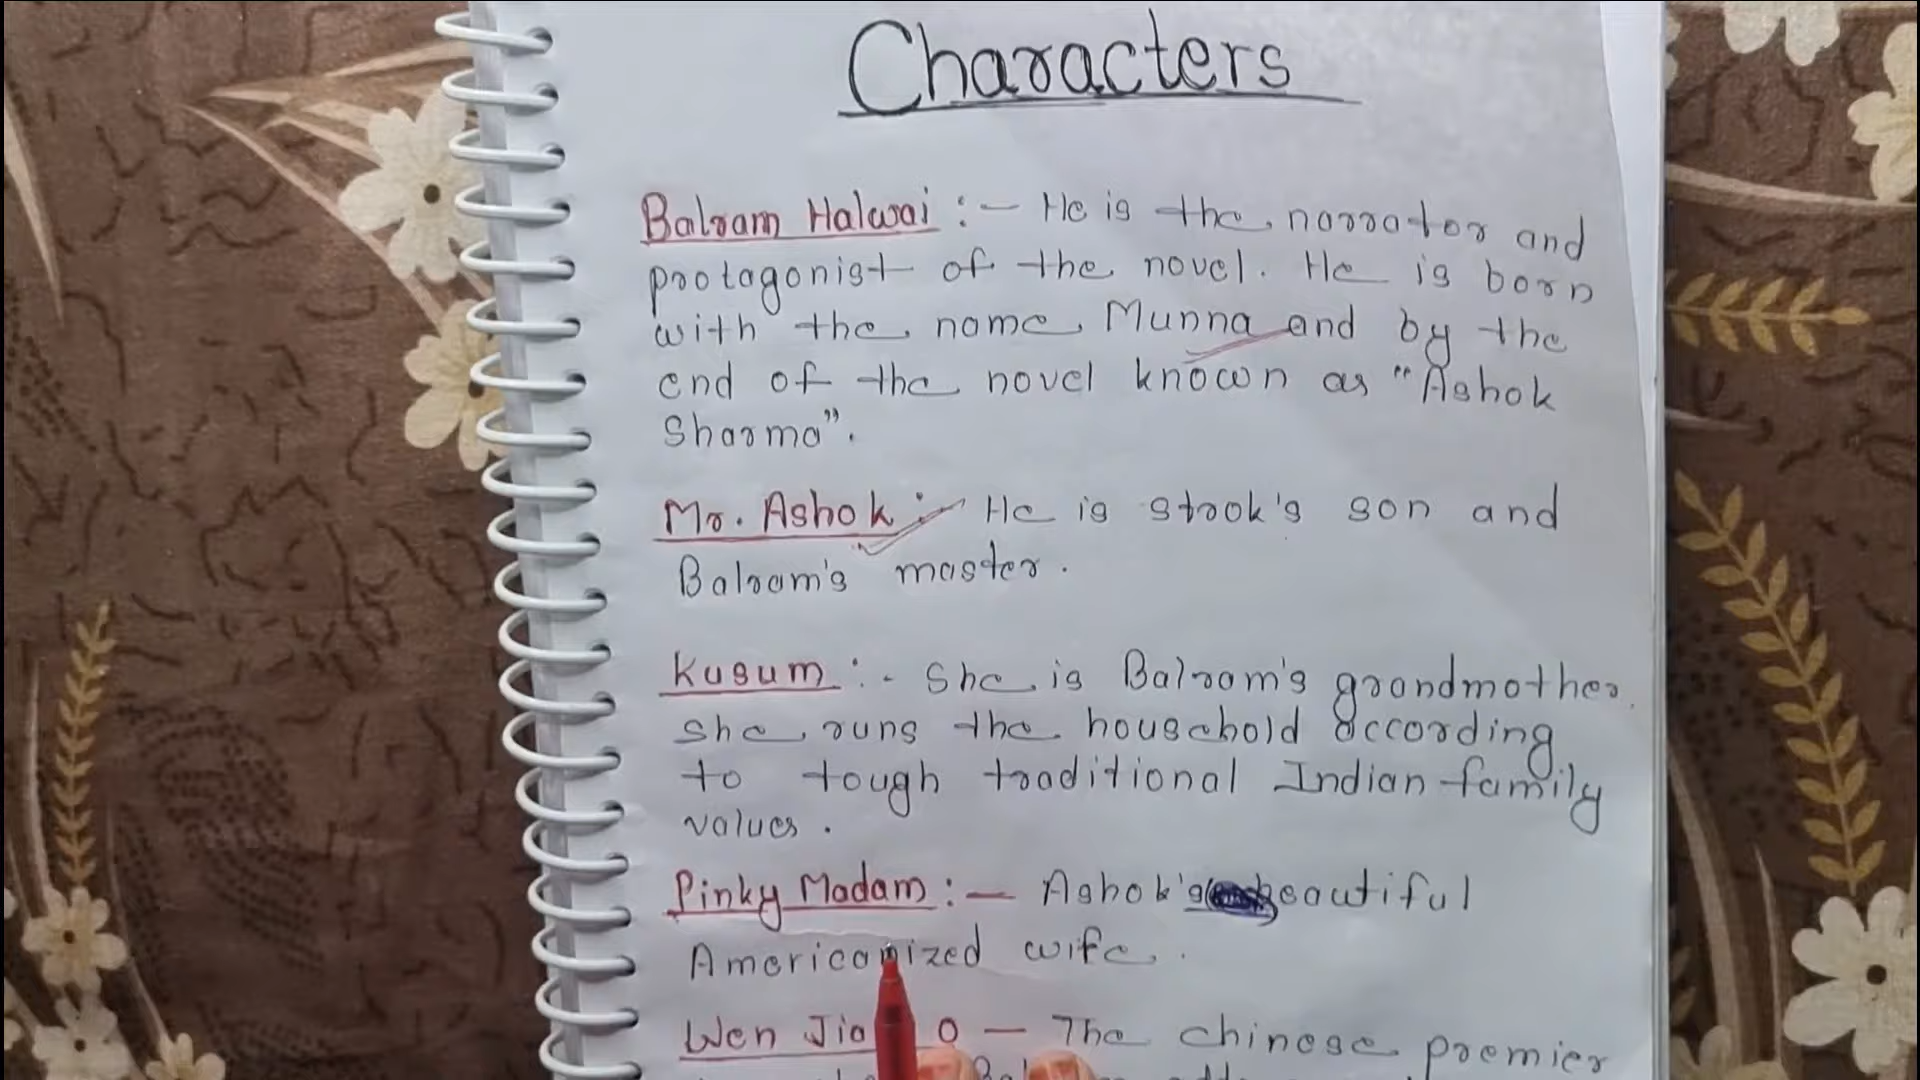 Characters
Balram Halwai :- He is the narrator and
protagonist of the novel. He is born
with the name Munna and by the
end of the novel known as "Ashok
Sharma".
Mr. Ashok :- He is stork's son and
Balram's master.
Kusum :- She is Balram's grandmother.
she runs the household according
to tough traditional Indian family
values.
Pinky Madam :- Ashok's beautiful
Americanized wife.
Wen - The chinese premier